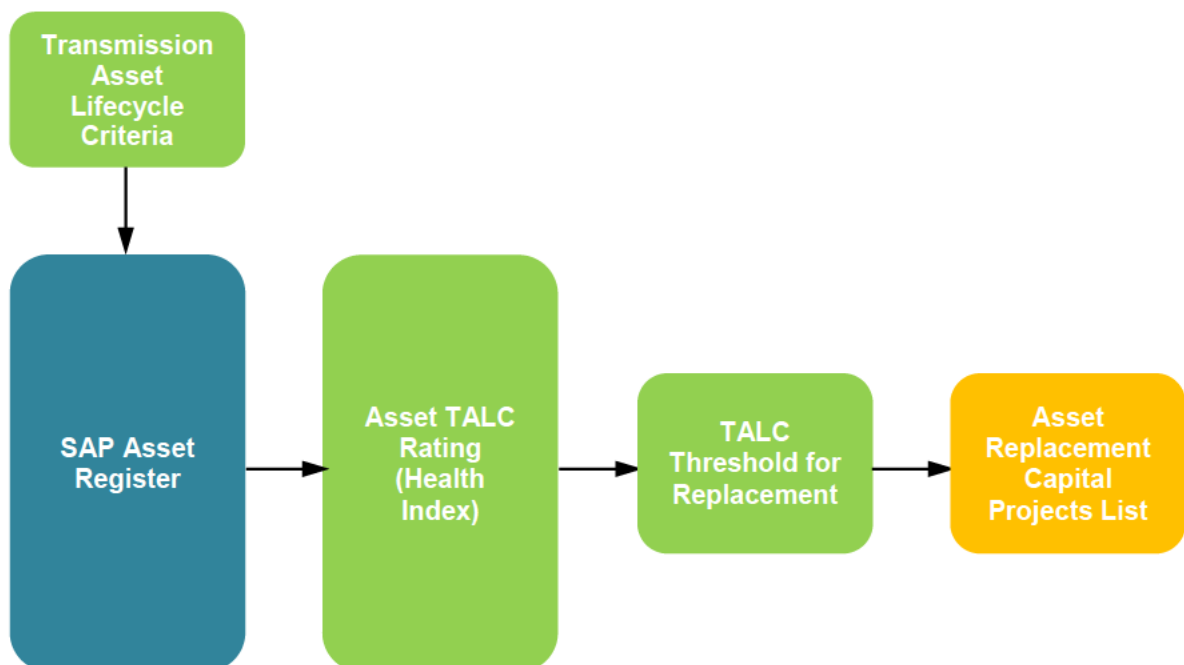 Transmission
Asset
Lifecycle
Criteria
SAP Asset
Register
Asset TALC
Rating
(Health
Index)
TALC
Threshold for
Replacement
Asset
Replacement
Capital
Projects List